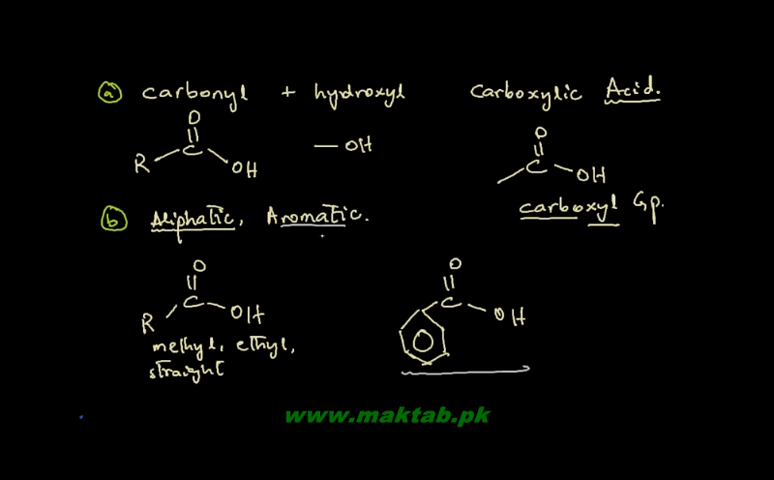 a carbonyl + hydroxyl Carboxylic Acid.
O O
R C OH — OH C OH
carboxyl Gp.
b Aliphatic, Aromatic.
O O
R C OH C OH
methyl, ethyl,
straight
www.maktab.pk